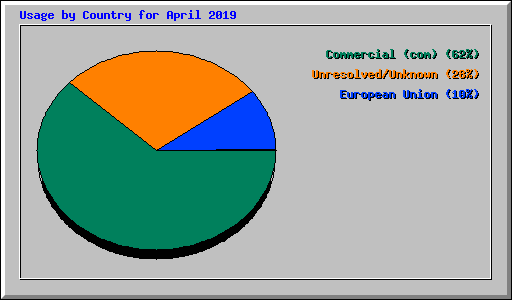 Usage by Country for April 2019
Commercial (com) (62%)
Unresolved/Unknown (28%)
European Union (10%)